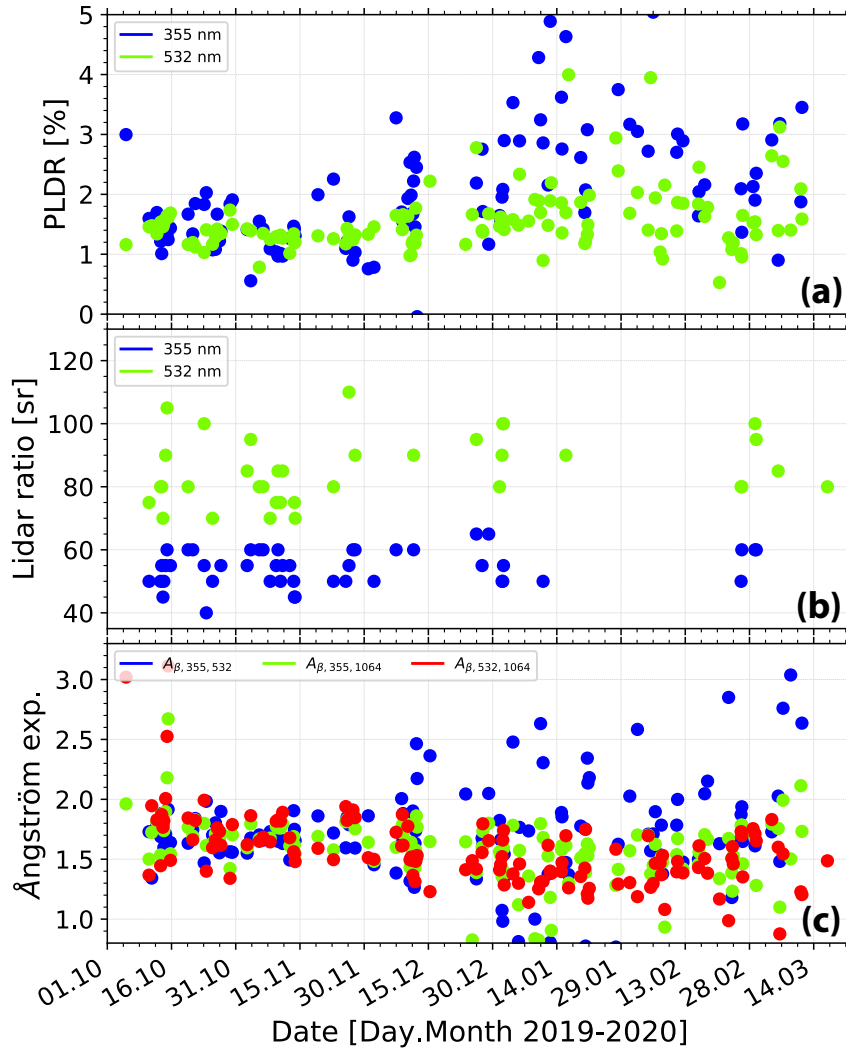 5
4
3
2
1
0
PLDR [%]
355 nm
532 nm
(a)
120
100
80
60
40
Lidar ratio [sr]
355 nm
532 nm
(b)
3.0
2.5
2.0
1.5
1.0
Ångström exp.
Aβ,355,532 Aβ,355,1064 Aβ,532,1064
(c)
01.10 16.10 31.10 15.11 30.11 15.12 30.12 14.01 29.01 13.02 28.02 14.03
Date [Day.Month 2019-2020]